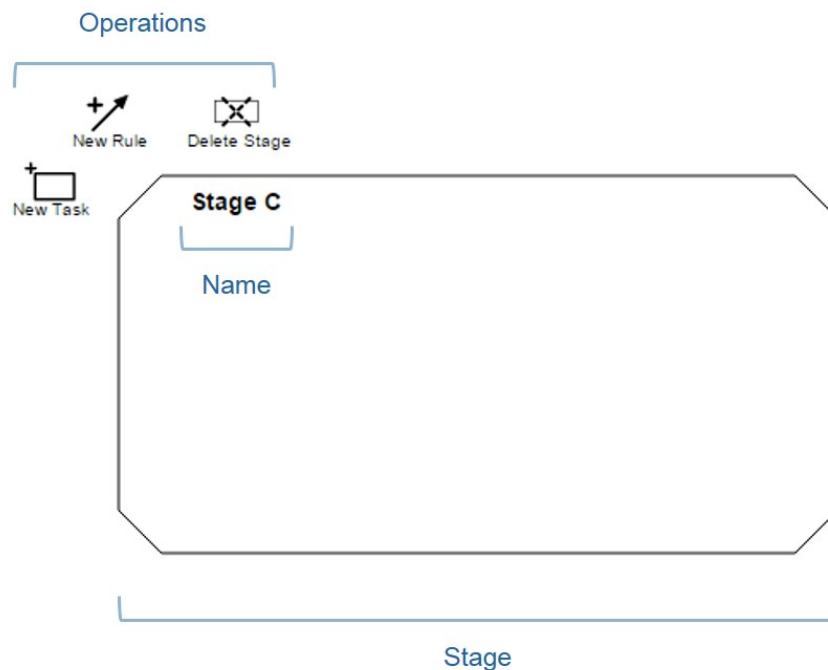 Operations
New Rule
Delete Stage
New Task
Stage C
Name
Stage